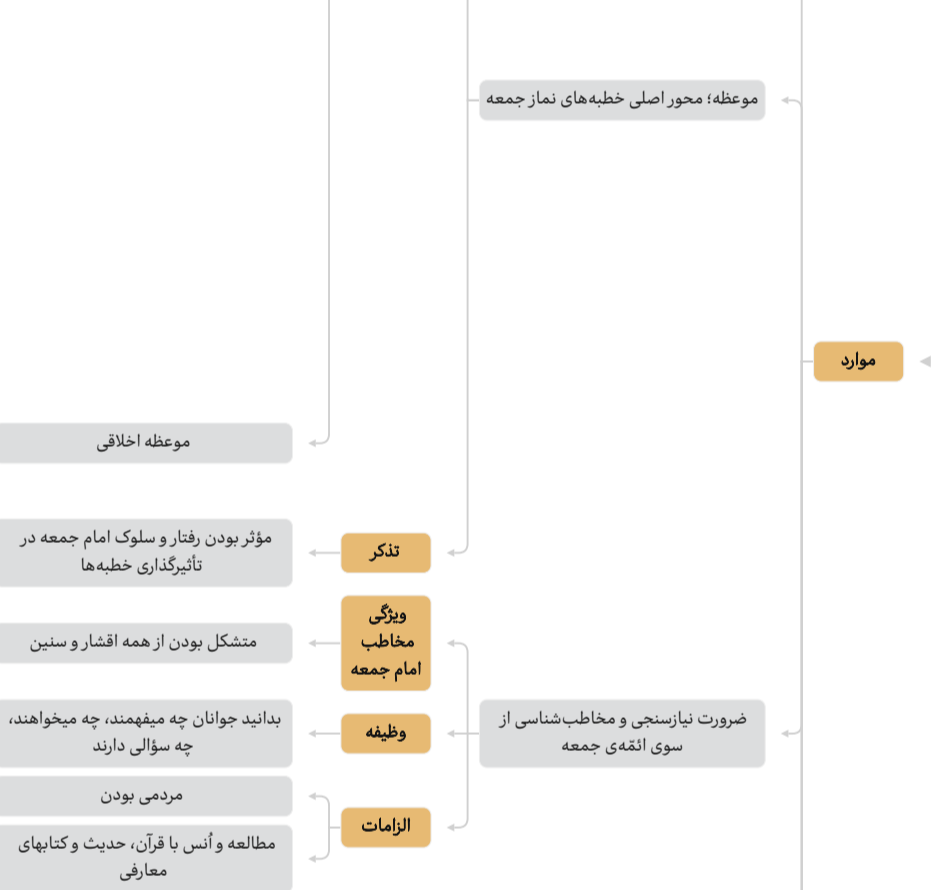 موعظه؛ محور اصلی خطبه‌های نماز جمعه
موارد
موعظه اخلاقی
تذکر
مؤثر بودن رفتار و سلوک امام جمعه در
تأثیرگذاری خطبه‌ها
ویژگی
مخاطب
امام جمعه
متشکل بودن از همه اقشار و سنین
ضرورت نیازسنجی و مخاطب‌شناسی از
سوی ائمّه‌ی جمعه
وظیفه
بدانید جوانان چه میفهمند، چه میخواهند،
چه سؤالی دارند
الزامات
مردمی بودن
مطالعه و اُنس با قرآن، حدیث و کتابهای
معارفی